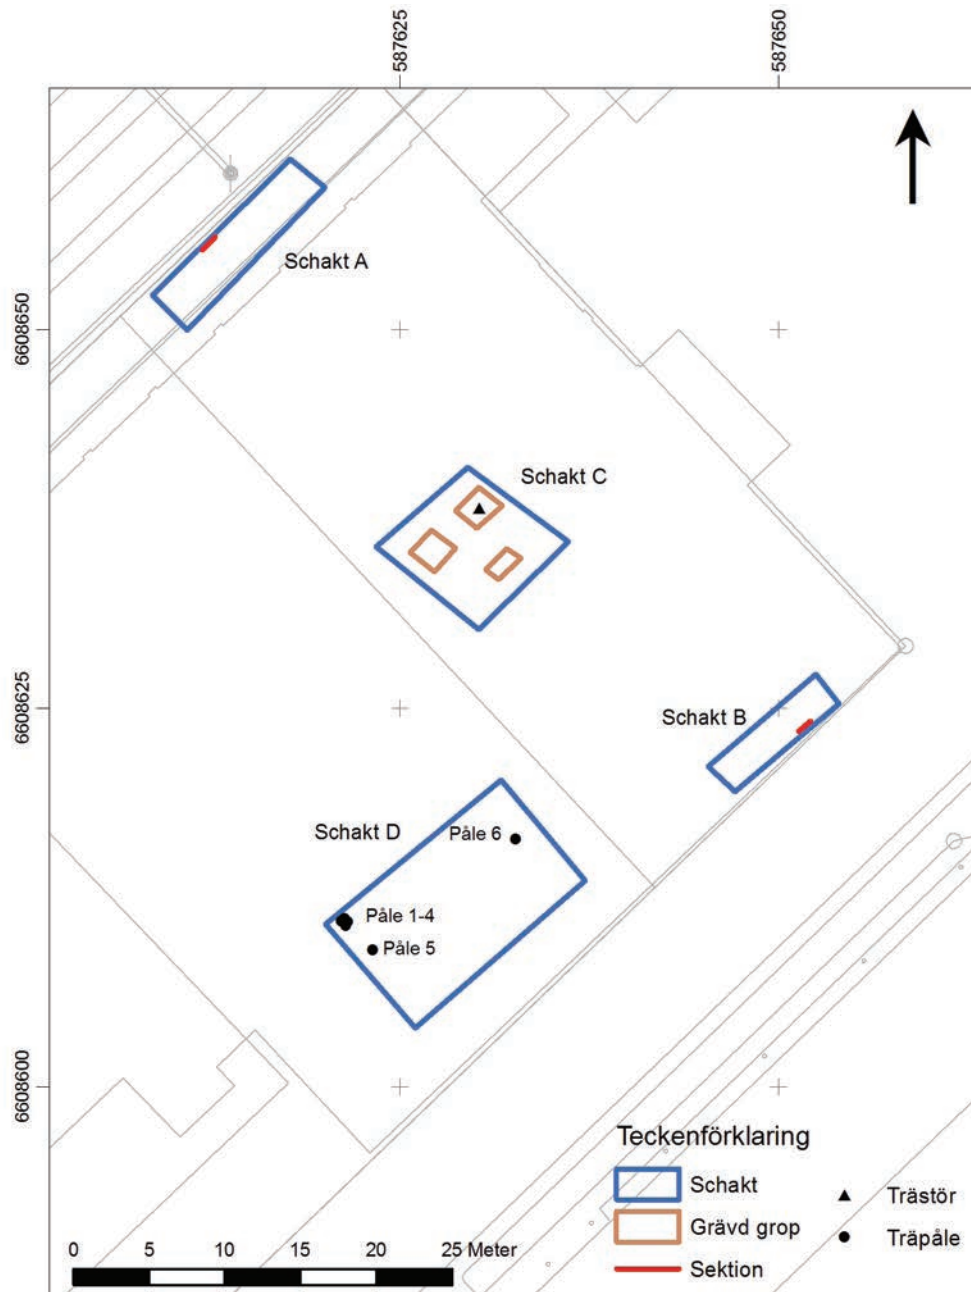 587625
587650
Schakt A
6608650
Schakt C
6608625
Schakt B
Schakt D
Påle 6
Påle 1-4
Påle 5
6608600
Teckenförklaring
Schakt
Trästör
Grävd grop
Träpåle
Sektion
0 5 10 15 20 25 Meter